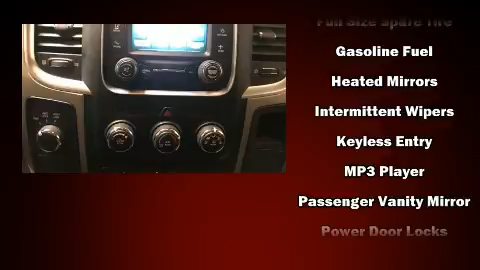 Full Size Spare Tire
Gasoline Fuel
Heated Mirrors
Intermittent Wipers
Keyless Entry
MP3 Player
Passenger Vanity Mirror
Power Door Locks